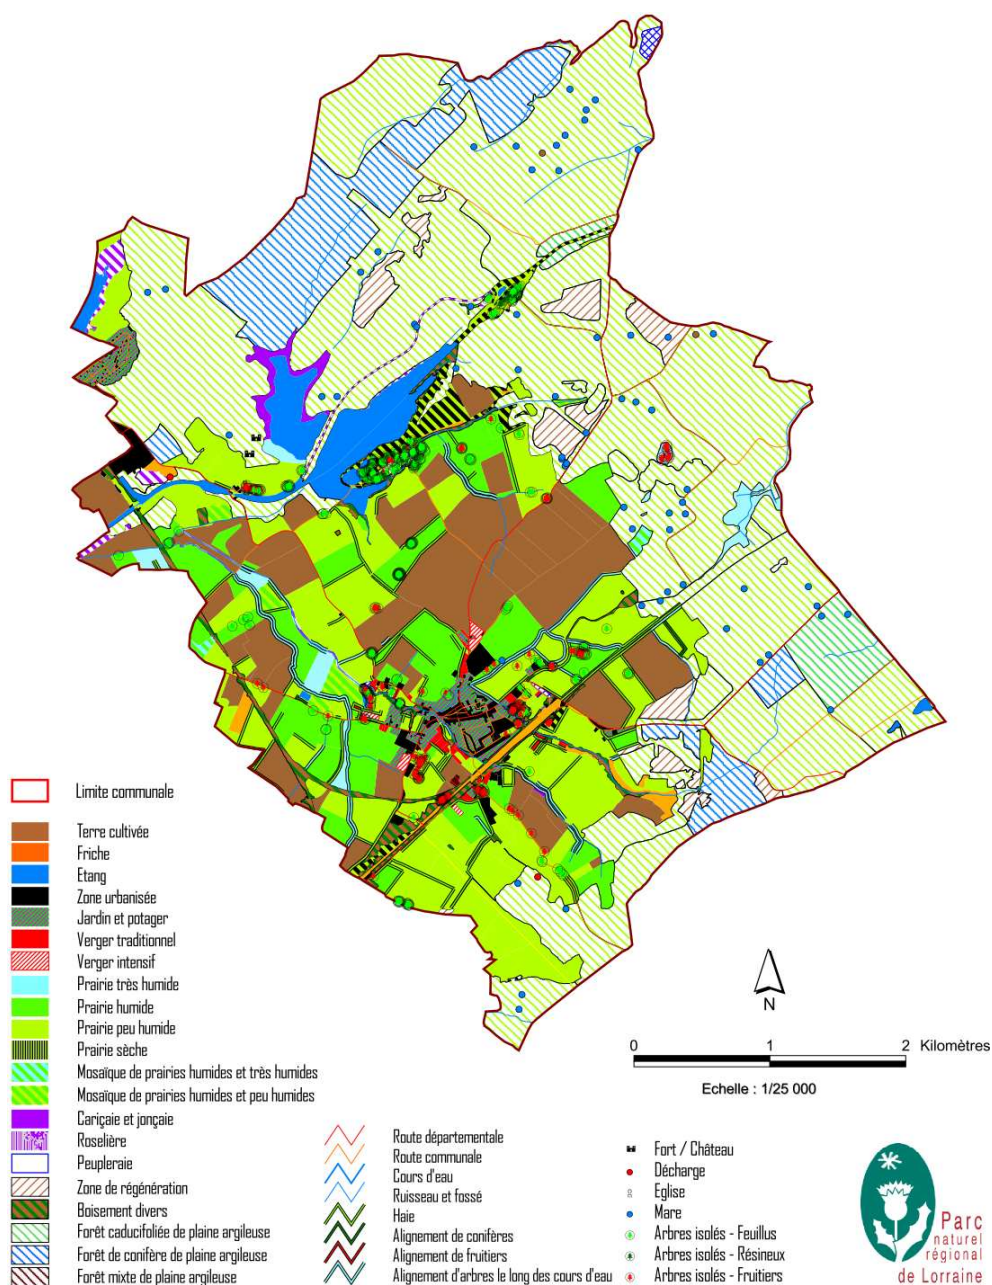 Limite communale
Terre cultivée
Friche
Etang
Zone urbanisée
Jardin et potager
Verger traditionnel
Verger intensif
Prairie très humide
Prairie humide
Prairie peu humide
Prairie sèche
Mosaïque de prairies humides et très humides
Mosaïque de prairies humides et peu humides
Cariçaie et jonçaie
Roselière
Peupleraie
Zone de régénération
Boisement divers
Forêt caducifoliée de plaine argileuse
Forêt de conifère de plaine argileuse
Forêt mixte de plaine argileuse
Route départementale
Route communale
Cours d'eau
Ruisseau et fossé
Haie
Alignement de conifères
Alignement de fruitiers
Alignement d'arbres le long des cours d'eau
Fort / Château
Décharge
Eglise
Mare
Arbres isolés - Feuillus
Arbres isolés - Résineux
Arbres isolés - Fruitiers
N
0 1 2 Kilomètres
Echelle : 1/25 000
Parc
naturel
régional
de Lorraine